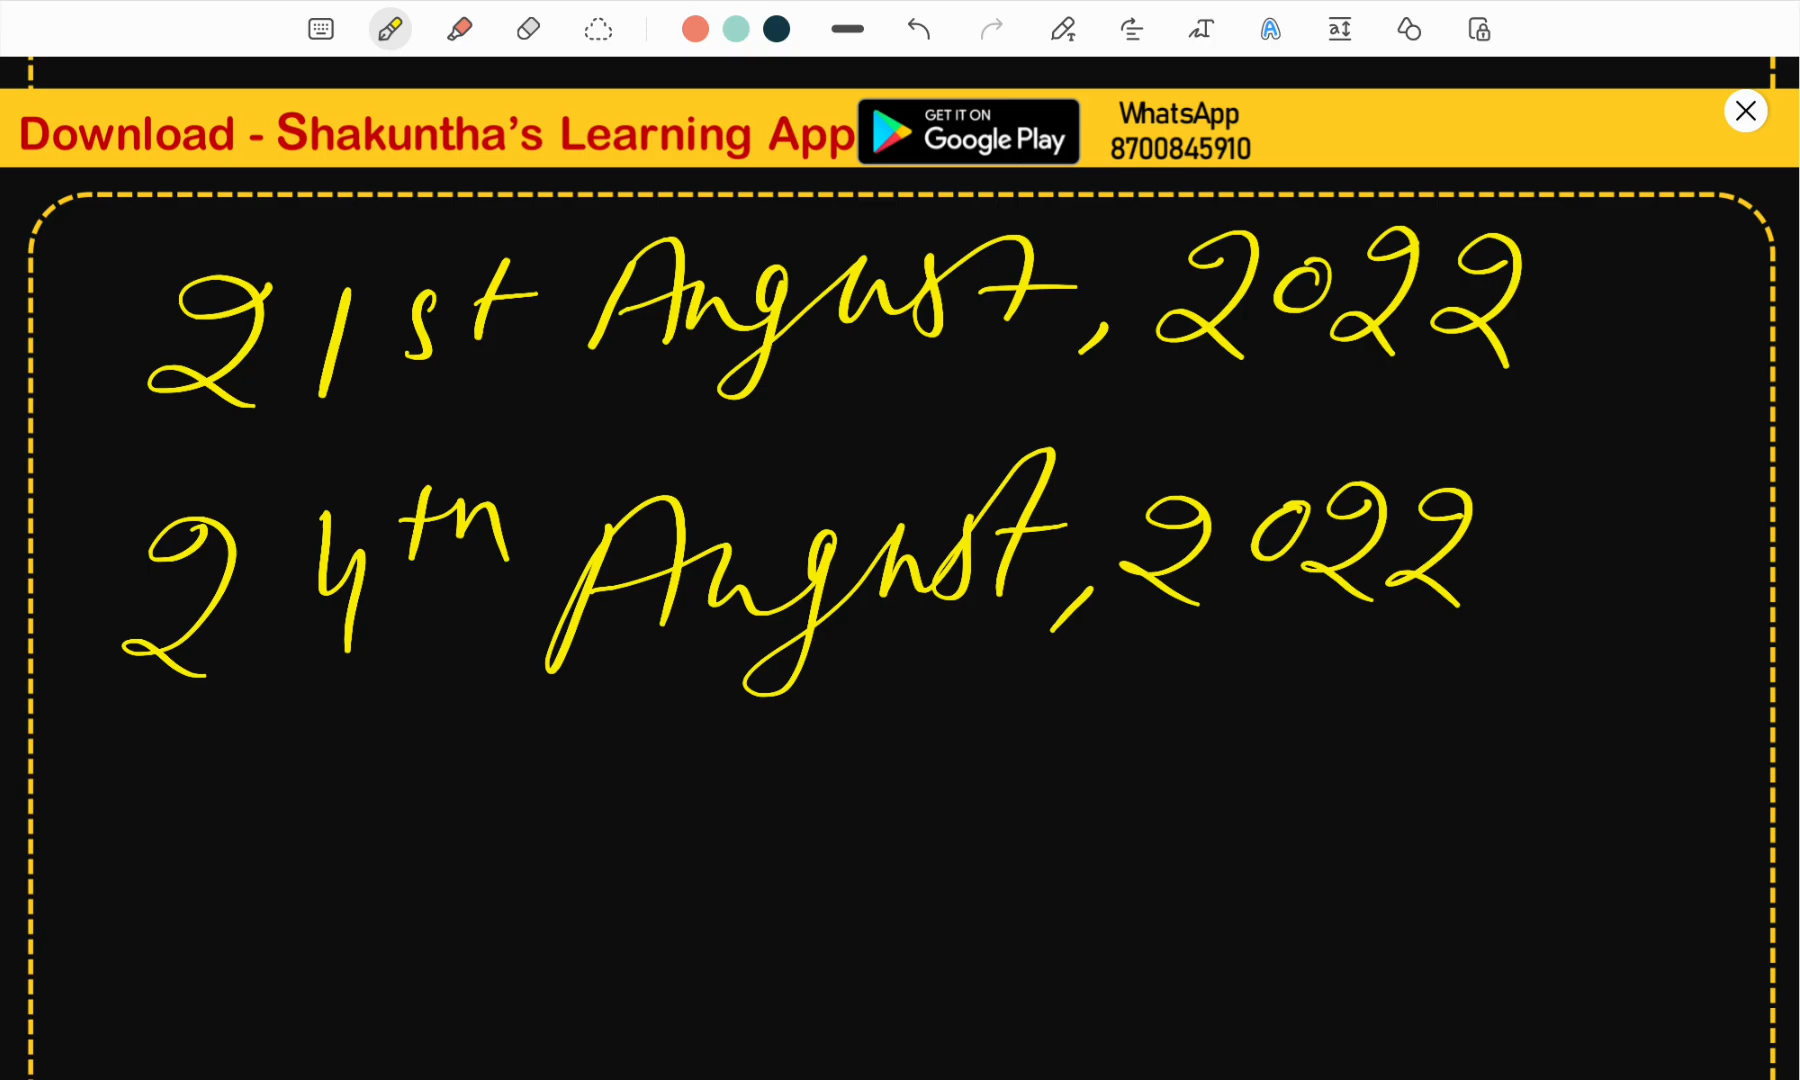 Download - Shakuntha's Learning App
GET IT ON
Google Play
WhatsApp
8700845910
21st August, 2022
24th August, 2022